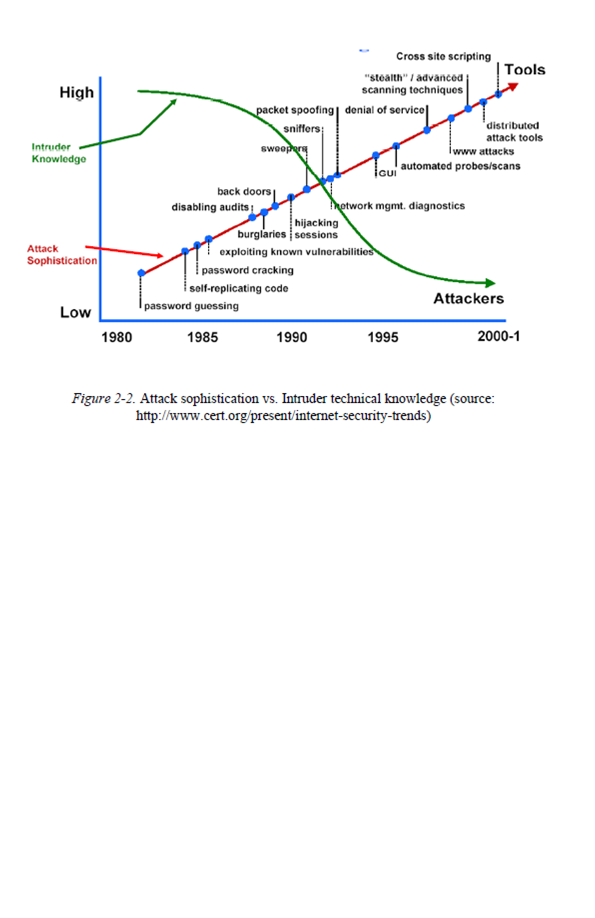 Cross site scripting
Tools
"stealth" / advanced
scanning techniques
High
packet spoofing
denial of service
sniffers
distributed
attack tools
Intruder
Knowledge
sweepers
www attacks
automated probes/scans
GUI
back doors
disabling audits
network mgmt. diagnostics
hijacking
sessions
burglaries
Attack
Sophistication
exploiting known vulnerabilities
password cracking
self-replicating code
Attackers
password guessing
Low
1980
1985
1990
1995
2000-1
Figure 2-2. Attack sophistication vs. Intruder technical knowledge (source:
http://www.cert.org/present/internet-security-trends)